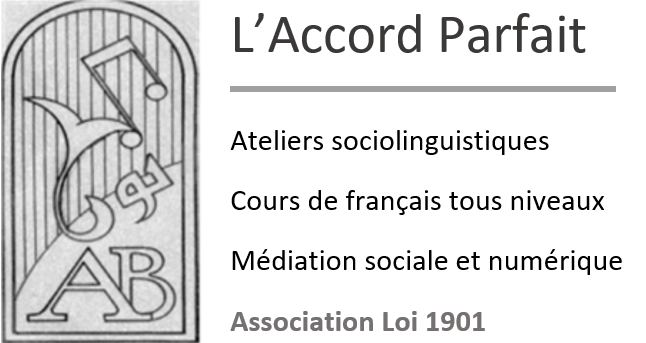 L'Accord Parfait
Ateliers sociolinguistiques
Cours de français tous niveaux
Médiation sociale et numérique
Association Loi 1901
AB